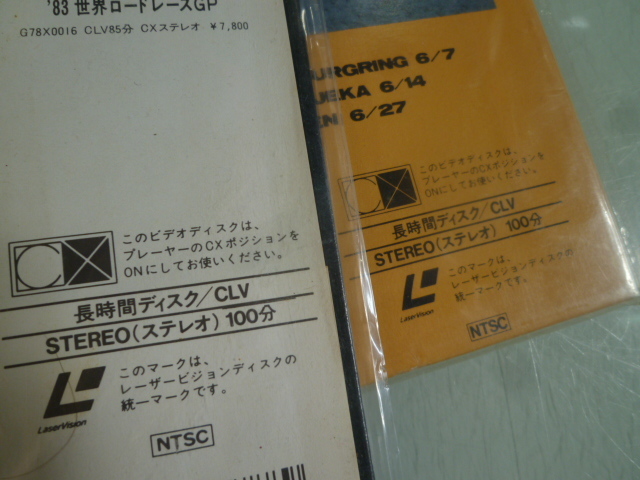 '83 世界ロードレースGP
G78X0016 CLV85分 CXステレオ ¥7,800
このビデオディスクは、
プレーヤーのCXポジションを
ONにしてお使いください。
長時間ディスク/CLV
STEREO(ステレオ)100分
このマークは、
レーザービジョンディスクの
統一マークです。
LaserVision
NTSC
URGRING 6/7
6/14
6/27
このビデオディスクは、
プレーヤーのCXポジションを
ONにしてお使いください。
長時間ディスク/CLV
STEREO(ステレオ)100分
このマークは、
レーザービジョンディスクの
統一マークです。
LaserVision
NTSC